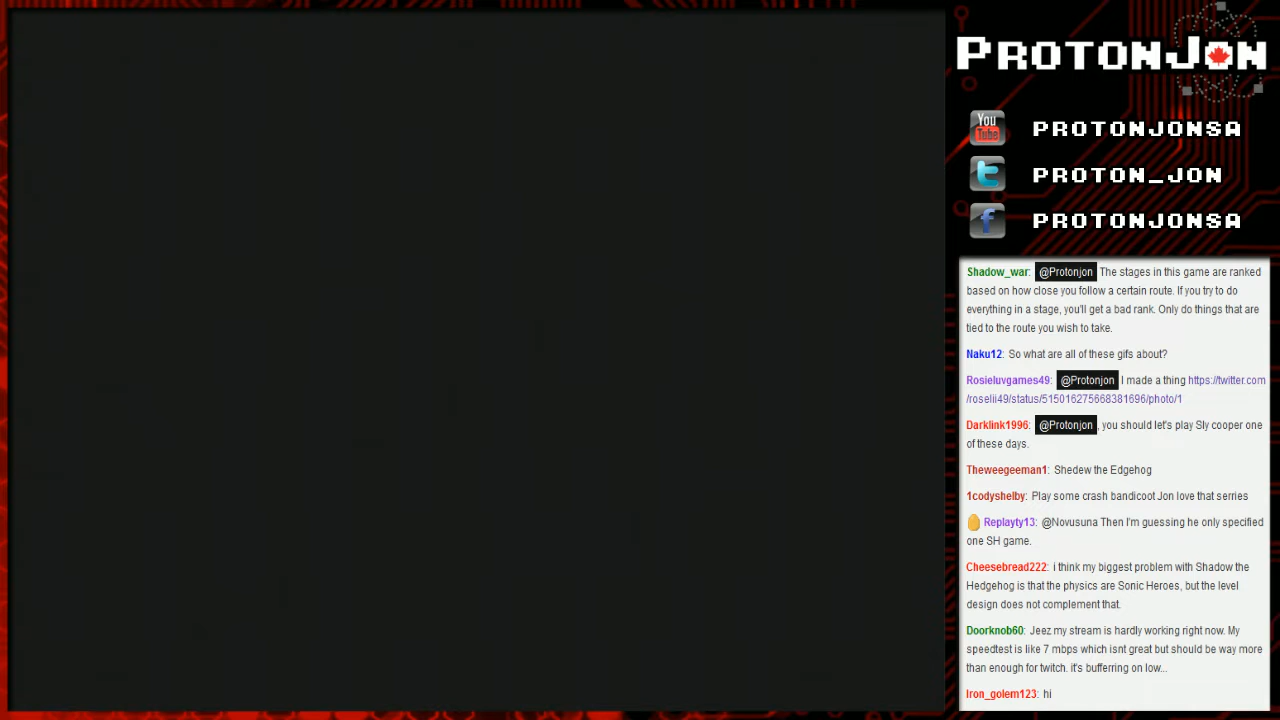 PROTONJON
You Tube PROTONJONSA
t PROTON_JON
f PROTONJONSA
Shadow_war: @Protonjon The stages in this game are ranked
based on how close you follow a certain route. If you try to do
everything in a stage, you'll get a bad rank. Only do things that are
tied to the route you wish to take.
Naku12: So what are all of these gifs about?
Rosieluvgames49: @Protonjon I made a thing https://twitter.com
/roselii49/status/515016275668381696/photo/1
Darklink1996: @Protonjon, you should let's play Sly cooper one
of these days.
Theweegeeman1: Shedew the Edgehog
1codyshelby: Play some crash bandicoot Jon love that serries
Replayty13: @Novusuna Then I'm guessing he only specified
one SH game.
Cheesebread222: i think my biggest problem with Shadow the
Hedgehog is that the physics are Sonic Heroes, but the level
design does not complement that.
Doorknob60: Jeez my stream is hardly working right now. My
speedtest is like 7 mbps which isnt great but should be way more
than enough for twitch. it's bufferring on low...
Iron_golem123: hi